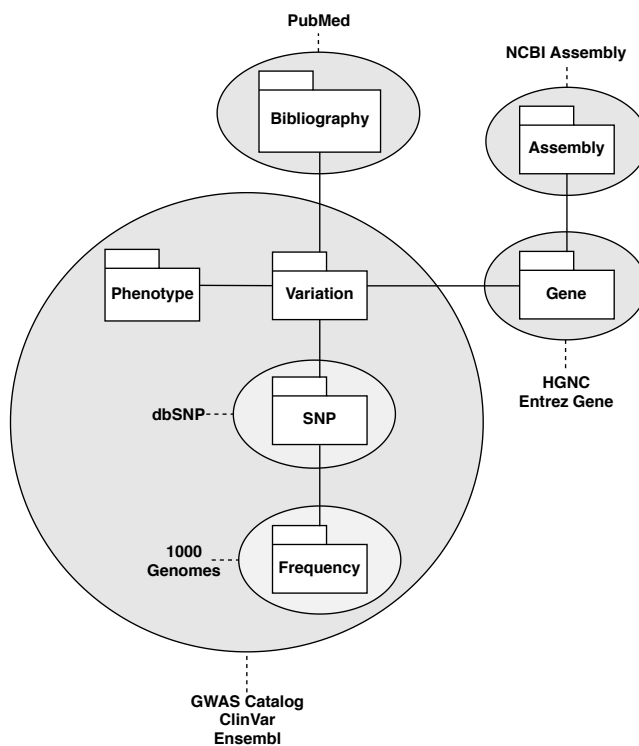 PubMed
NCBI Assembly
Bibliography
Assembly
Phenotype
Variation
Gene
HGNC
Entrez Gene
dbSNP
SNP
1000
Genomes
Frequency
GWAS Catalog
ClinVar
Ensembl